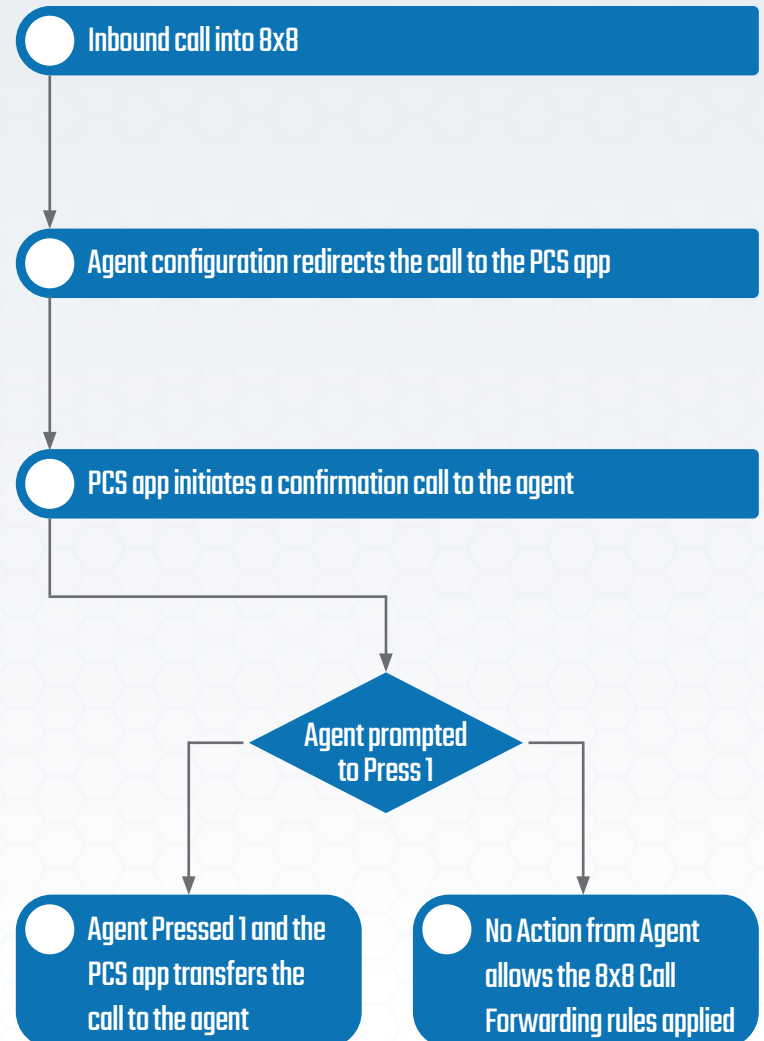 Inbound call into 8x8
Agent configuration redirects the call to the PCS app
PCS app initiates a confirmation call to the agent
Agent prompted
to Press 1
Agent Pressed 1 and the
PCS app transfers the
call to the agent
No Action from Agent
allows the 8x8 Call
Forwarding rules applied